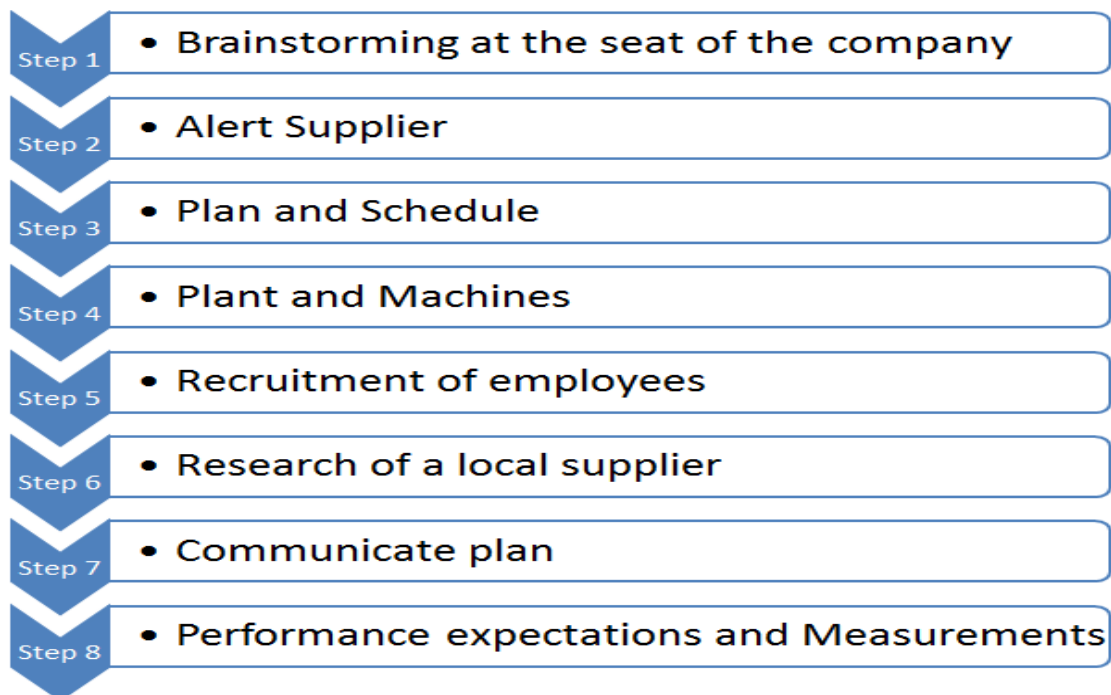 Step 1 • Brainstorming at the seat of the company
Step 2 • Alert Supplier
Step 3 • Plan and Schedule
Step 4 • Plant and Machines
Step 5 • Recruitment of employees
Step 6 • Research of a local supplier
Step 7 • Communicate plan
Step 8 • Performance expectations and Measurements